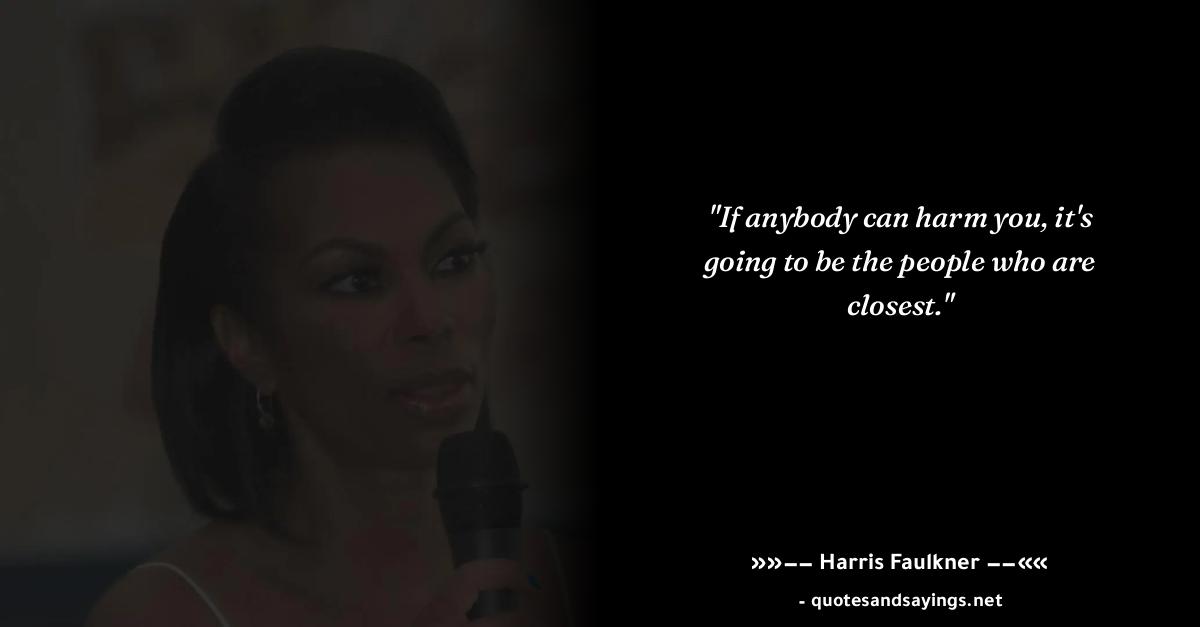 "If anybody can harm you, it's
going to be the people who are
closest."
»»−− Harris Faulkner −−««
- quotesandsayings.net